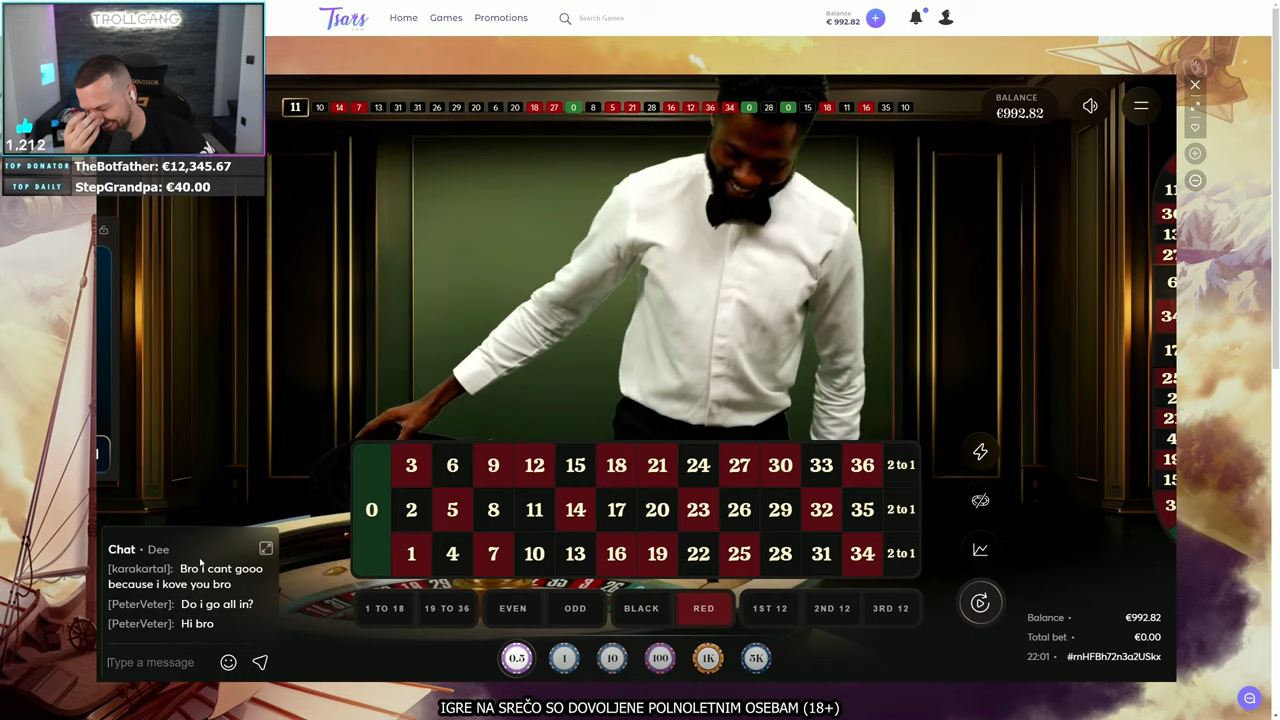 TROLLGANG
1,212
TOP DONATOR TheBotfather: €12,345.67
TOP DAILY StepGrandpa: €40.00
Tsars
.com
Home Games Promotions
Search Games
Balance
€ 992.82
11 10 14 7 13 31 31 26 29 20 6 20 18 27 0 8 5 21 28 16 12 36 34 0 28 0 15 18 11 16 35 10
BALANCE
€992.82
3 6 9 12 15 18 21 24 27 30 33 36 2 to 1
0 2 5 8 11 14 17 20 23 26 29 32 35 2 to 1
1 4 7 10 13 16 19 22 25 28 31 34 2 to 1
1 TO 18 19 TO 36 EVEN ODD BLACK RED 1ST 12 2ND 12 3RD 12
0.5 1 10 100 1K 5K
Chat • Dee
[karakartal]: Bro i cant gooo
because i kove you bro
[PeterVeter]: Do i go all in?
[PeterVeter]: Hi bro
Type a message
Balance • €992.82
Total bet • €0.00
22:01 • #rnHFBh72n3a2USkx
IGRE NA SREČO SO DOVOLJENE POLNOLETNIM OSEBAM (18+)